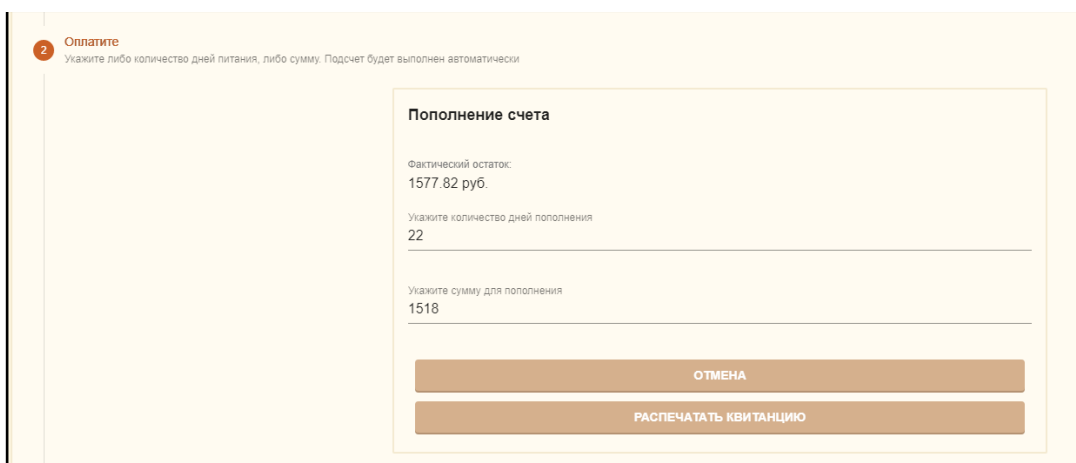 2
Оплатите
Укажите либо количество дней питания, либо сумму. Подсчет будет выполнен автоматически
Пополнение счета
Фактический остаток:
1577.82 руб.
Укажите количество дней пополнения
22
Укажите сумму для пополнения
1518
ОТМЕНА
РАСПЕЧАТАТЬ КВИТАНЦИЮ